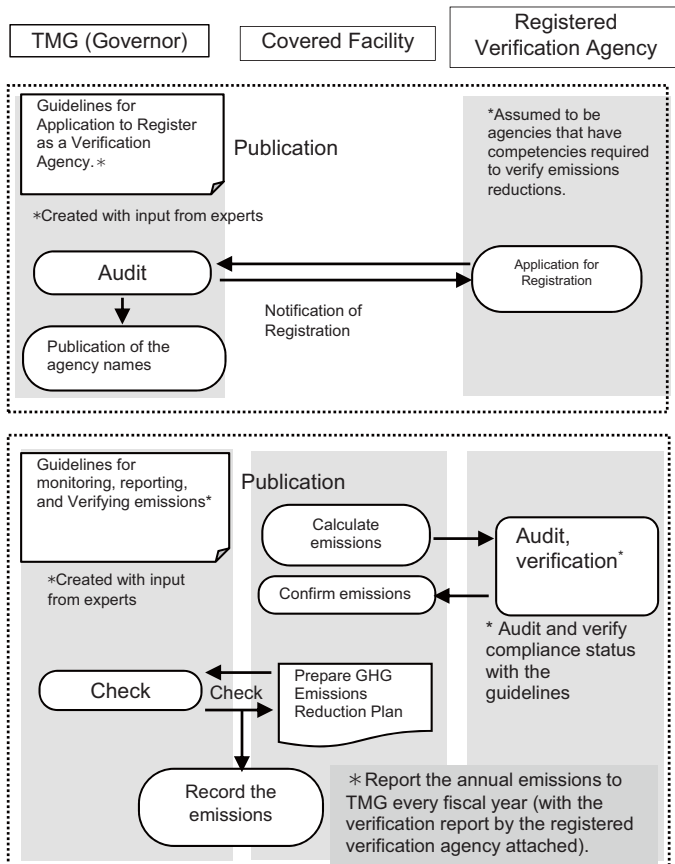 TMG (Governor)
Covered Facility
Registered
Verification Agency
Guidelines for
Application to Register
as a Verification
Agency.＊
Publication
*Assumed to be
agencies that have
competencies required
to verify emissions
reductions.
＊Created with input from experts
Audit
Application for
Registration
Notification of
Registration
Publication of the
agency names
Guidelines for
monitoring, reporting,
and Verifying emissions*
Publication
Calculate
emissions
Audit,
verification*
＊Created with input
from experts
Confirm emissions
* Audit and verify
compliance status
with the
guidelines
Check
Check
Prepare GHG
Emissions
Reduction Plan
Record the
emissions
＊Report the annual emissions to
TMG every fiscal year (with the
verification report by the registered
verification agency attached).